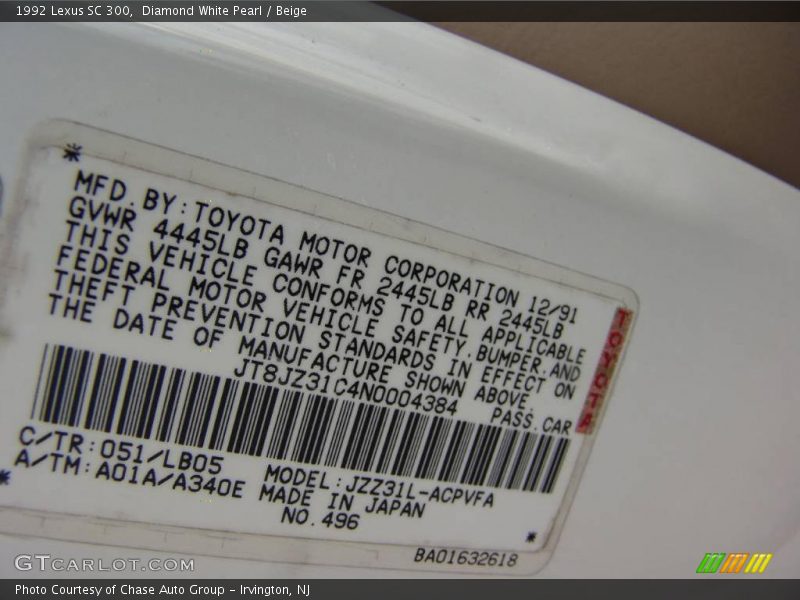 1992 Lexus SC 300,  Diamond White Pearl / Beige
MFD. BY: TOYOTA MOTOR CORPORATION 12/91
GVWR 4445LB GAWR FR 2445LB RR 2445LB
THIS VEHICLE CONFORMS TO ALL APPLICABLE
FEDERAL MOTOR VEHICLE SAFETY, BUMPER, AND
THEFT PREVENTION STANDARDS IN EFFECT ON
THE DATE OF MANUFACTURE SHOWN ABOVE.
JT8JZ31C4N0004384 PASS. CAR
TOYOTA
C/TR: 051/LB05
A/TM: A01A/A340E
MODEL: JZZ31L-ACPVFA
MADE IN JAPAN
NO. 496
BA01632618
GTCARLOT.COM
Photo Courtesy of Chase Auto Group - Irvington, NJ